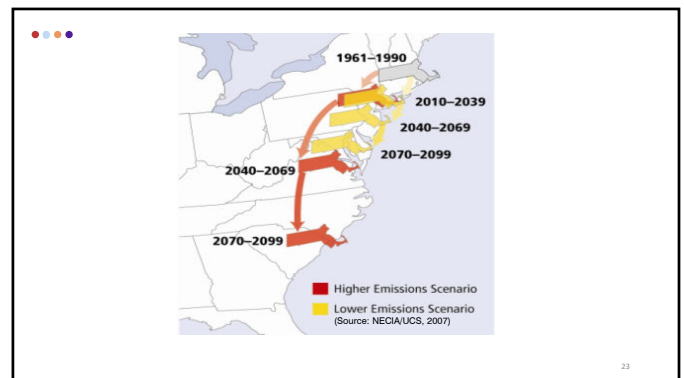 1961–1990
2010–2039
2040–2069
2070–2099
2040–2069
2070–2099
Higher Emissions Scenario
Lower Emissions Scenario
(Source: NECIA/UCS, 2007)
23